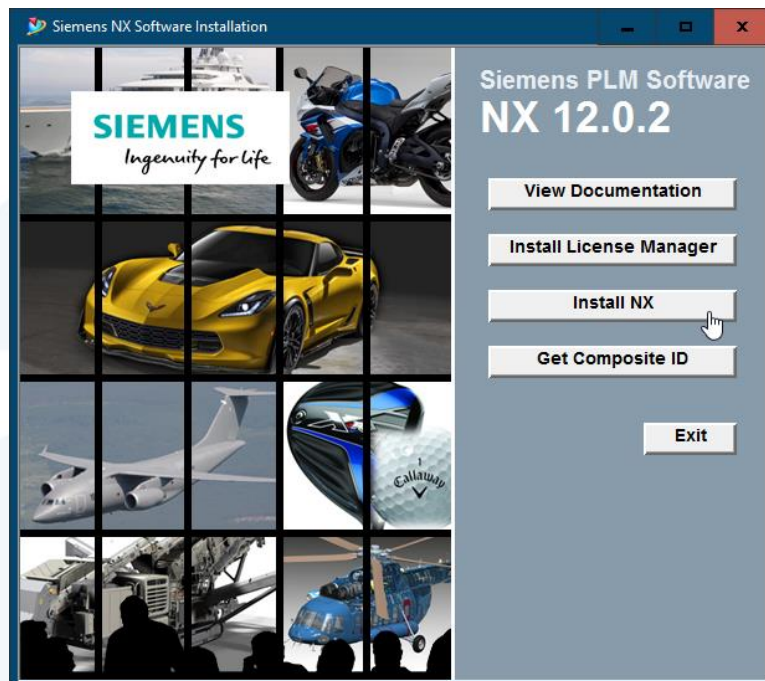 Siemens NX Software Installation
SIEMENS
Ingenuity for life
Siemens PLM Software
NX 12.0.2
View Documentation
Install License Manager
Install NX
Get Composite ID
Exit
Callaway